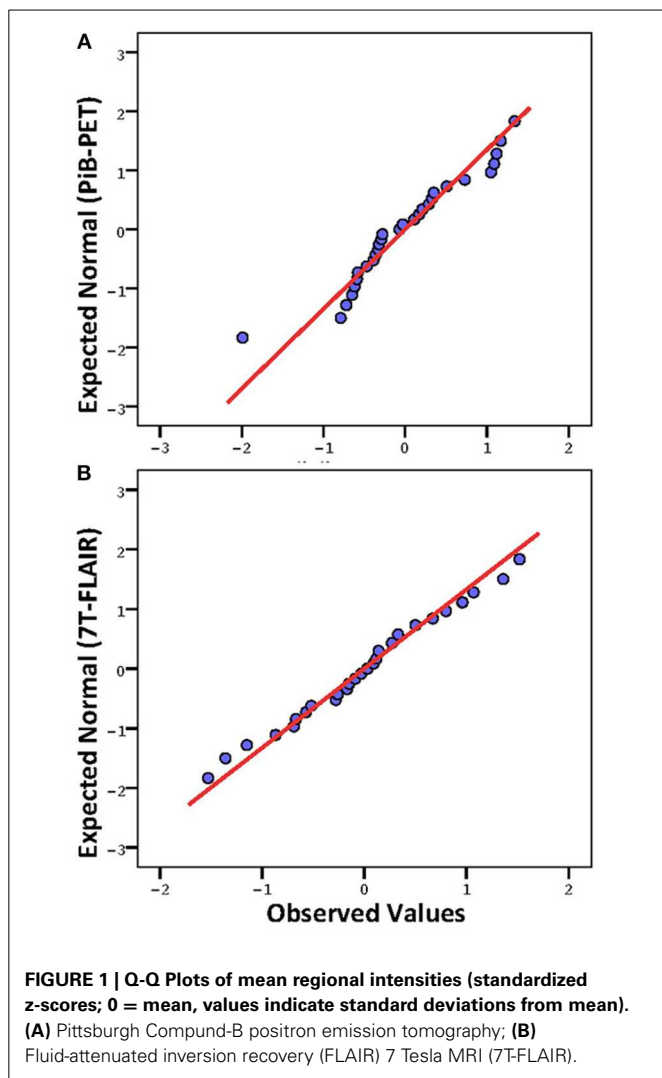 A
Expected Normal (PiB-PET)
3
2
1
0
−1
−2
−3
−3 −2 −1 0 1 2
B
Expected Normal (7T-FLAIR)
3
2
1
0
−1
−2
−3
−2 −1 0 1 2
Observed Values
FIGURE 1 | Q-Q Plots of mean regional intensities (standardized
z-scores; 0 = mean, values indicate standard deviations from mean).
(A) Pittsburgh Compund-B positron emission tomography; (B)
Fluid-attenuated inversion recovery (FLAIR) 7 Tesla MRI (7T-FLAIR).